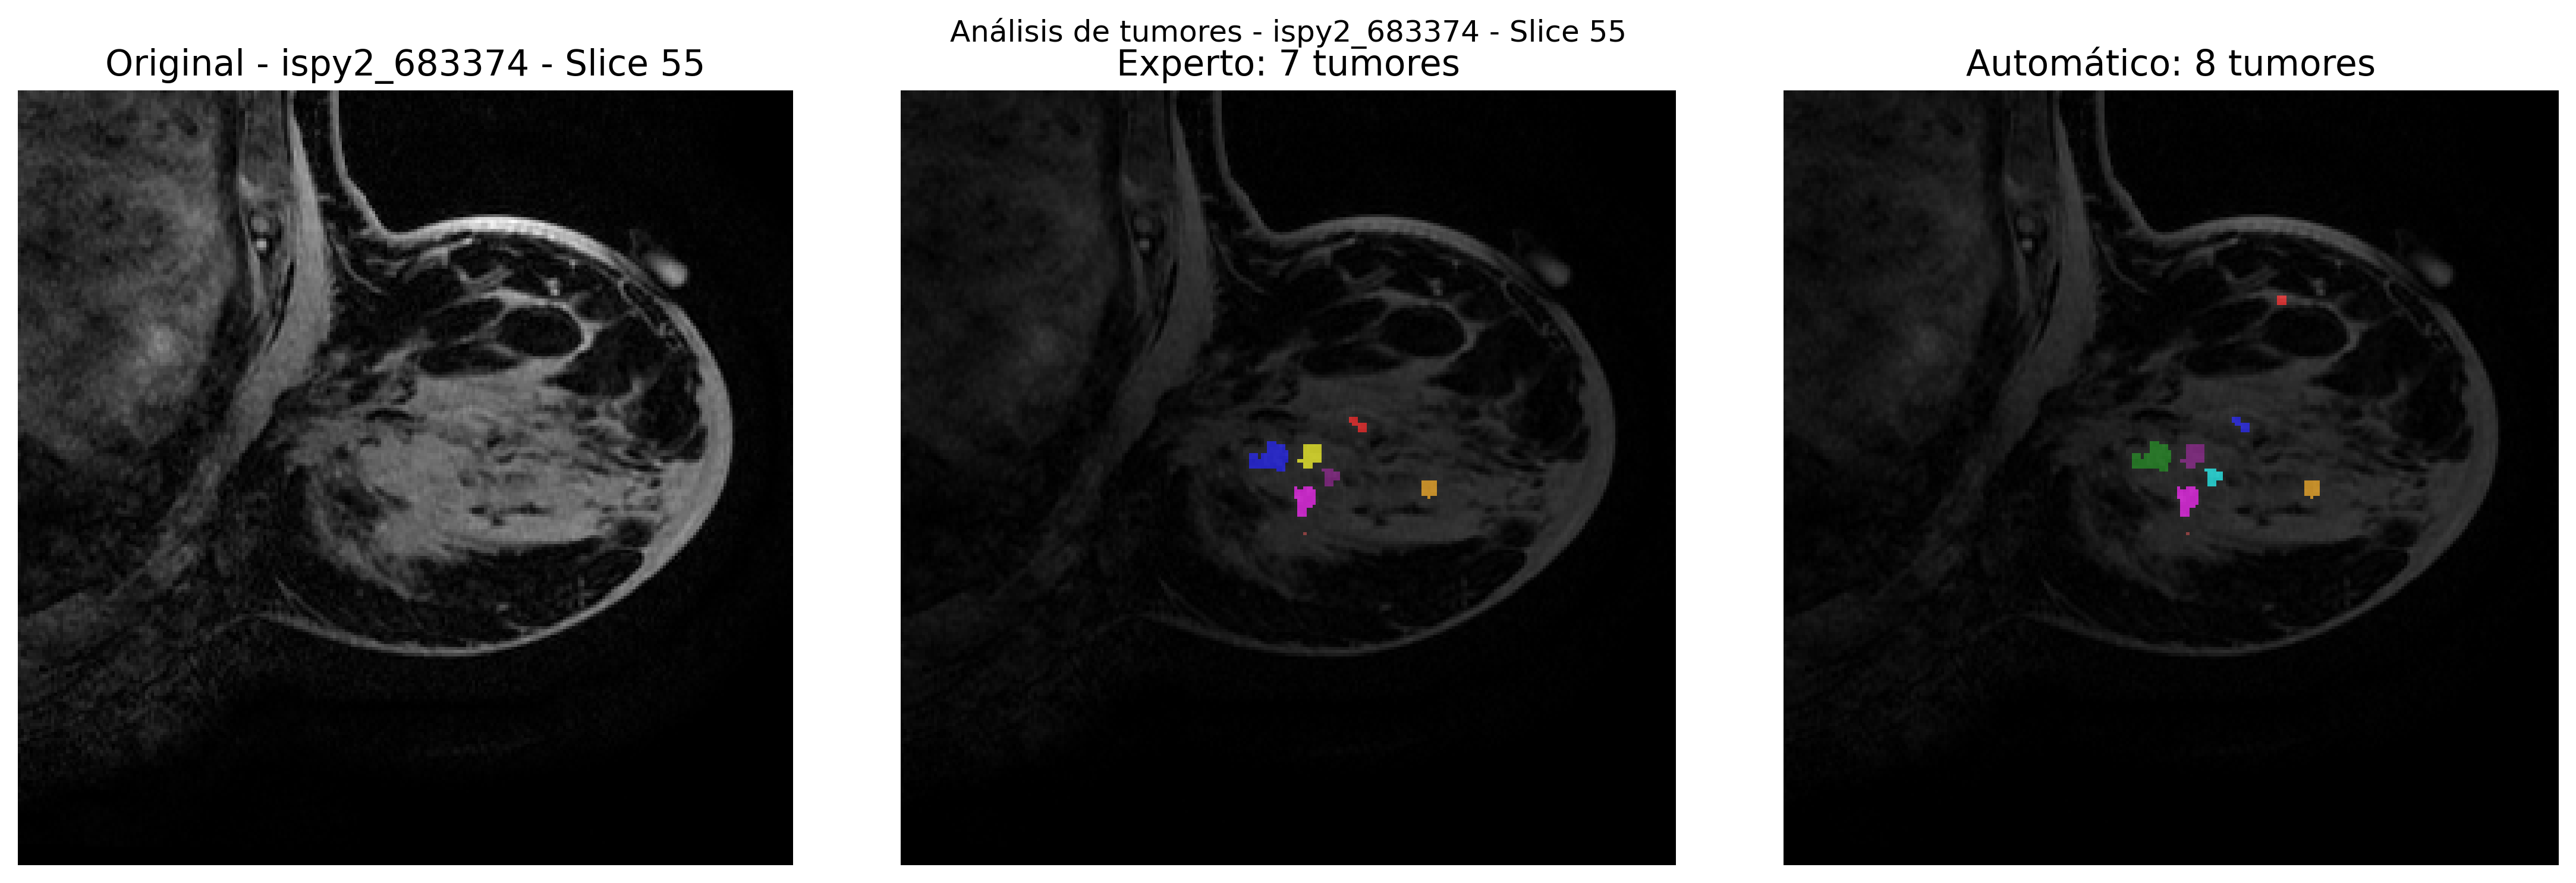 Análisis de tumores - ispy2_683374 - Slice 55
Original - ispy2_683374 - Slice 55
Experto: 7 tumores
Automático: 8 tumores